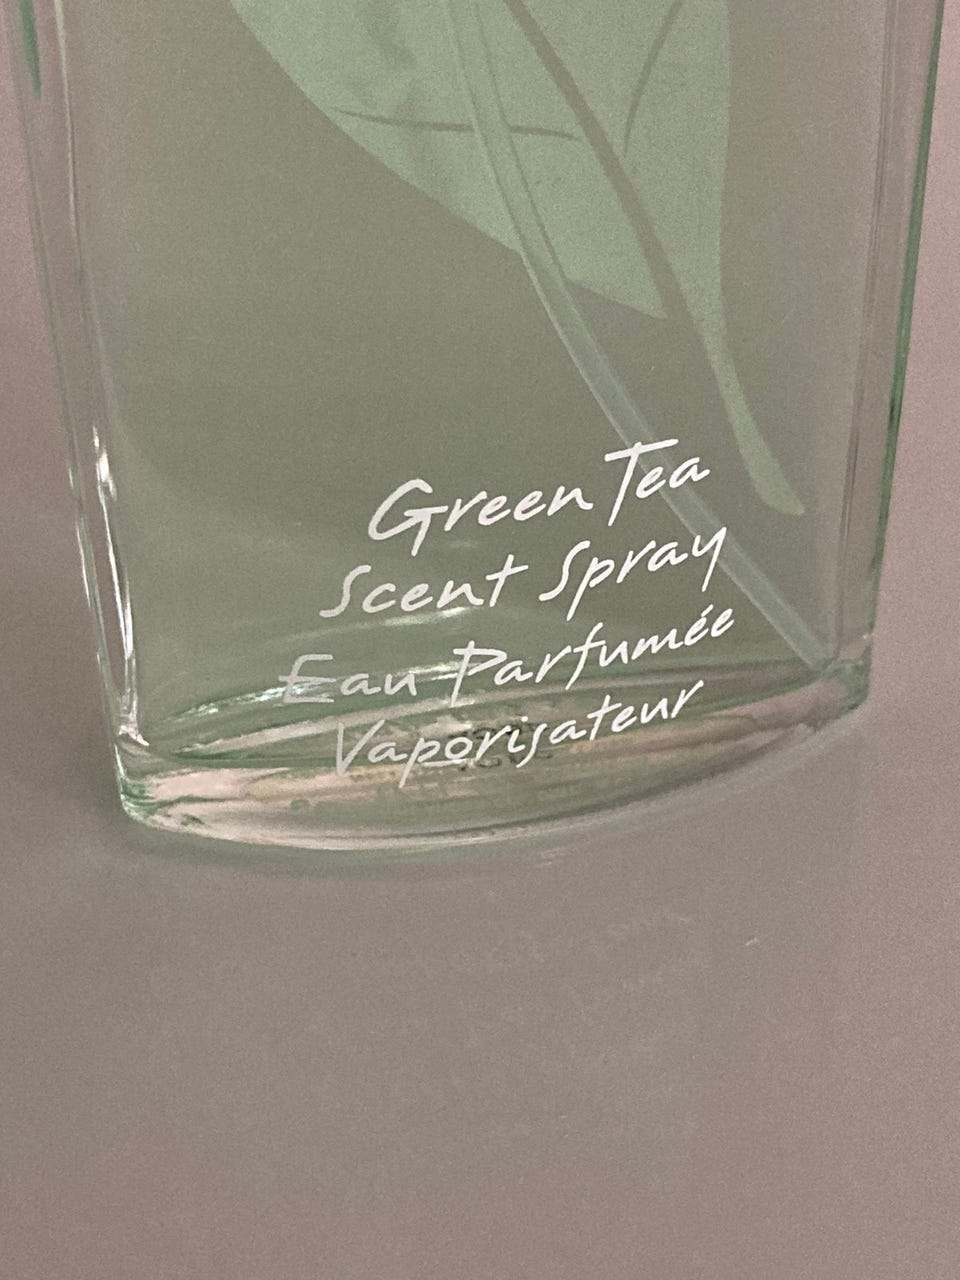 Green Tea
Scent Spray
Eau Parfumée
Vaporisateur